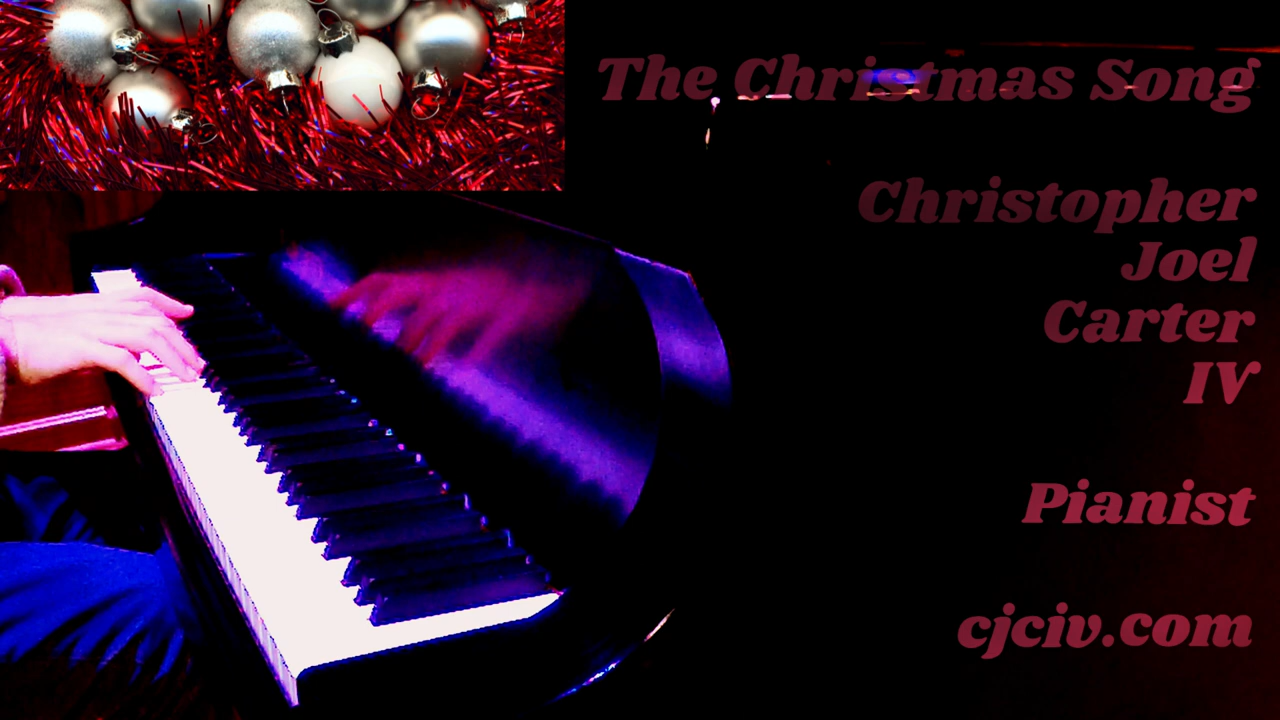 The Christmas Song
Christopher
Joel
Carter
IV
Pianist
cjciv.com